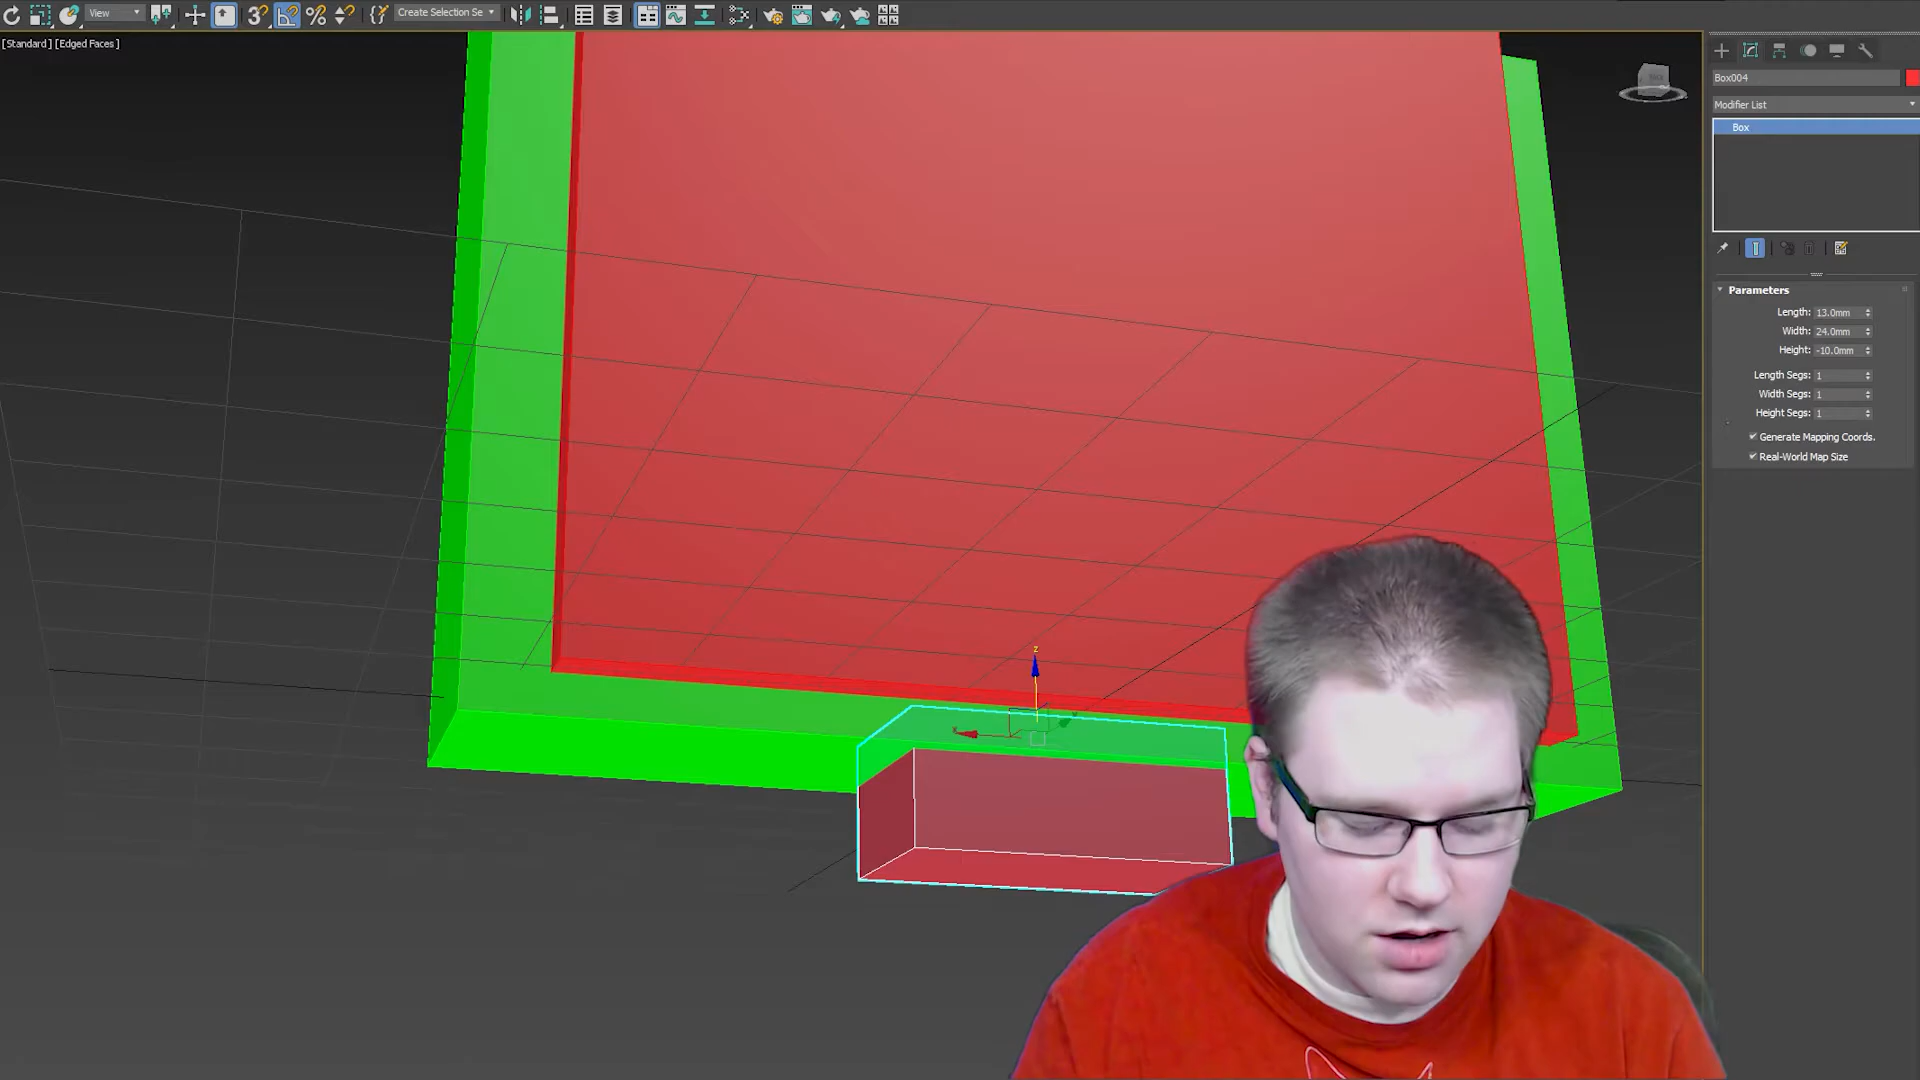 View
Create Selection Se
[Standard] [Edged Faces]
Box004
Modifier List
Box
Parameters
Length: 13.0mm
Width: 24.0mm
Height: -10.0mm
Length Segs: 1
Width Segs: 1
Height Segs: 1
Generate Mapping Coords.
Real-World Map Size
z